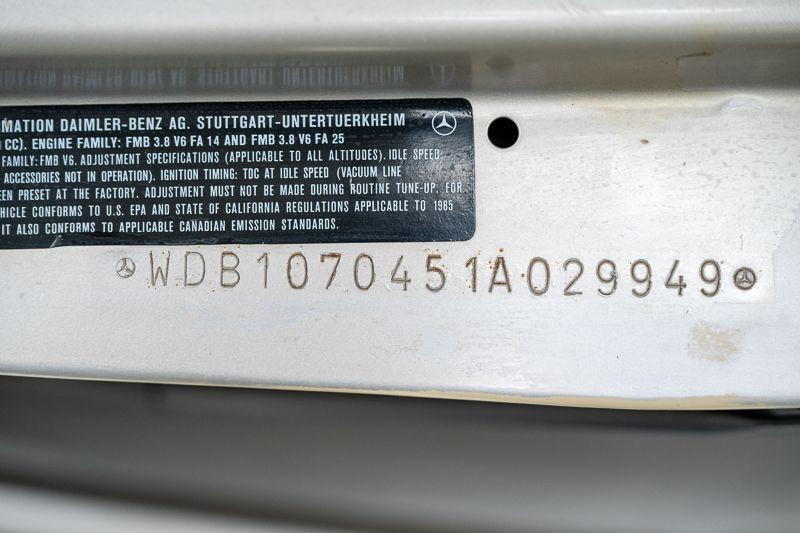 MATION DAIMLER-BENZ AG. STUTTGART-UNTERTUERKHEIM
CC). ENGINE FAMILY: FMB 3.8 V6 FA 14 AND FMB 3.8 V6 FA 25
FAMILY: FMB V6. ADJUSTMENT SPECIFICATIONS (APPLICABLE TO ALL ALTITUDES). IDLE SPEED
ACCESSORIES NOT IN OPERATION). IGNITION TIMING: TDC AT IDLE SPEED (VACUUM LINE
EEN PRESET AT THE FACTORY. ADJUSTMENT MUST NOT BE MADE DURING ROUTINE TUNE-UP. FOR
EHICLE CONFORMS TO U.S. EPA AND STATE OF CALIFORNIA REGULATIONS APPLICABLE TO 1985
IT ALSO CONFORMS TO APPLICABLE CANADIAN EMISSION STANDARDS.
WDB1070451A029949